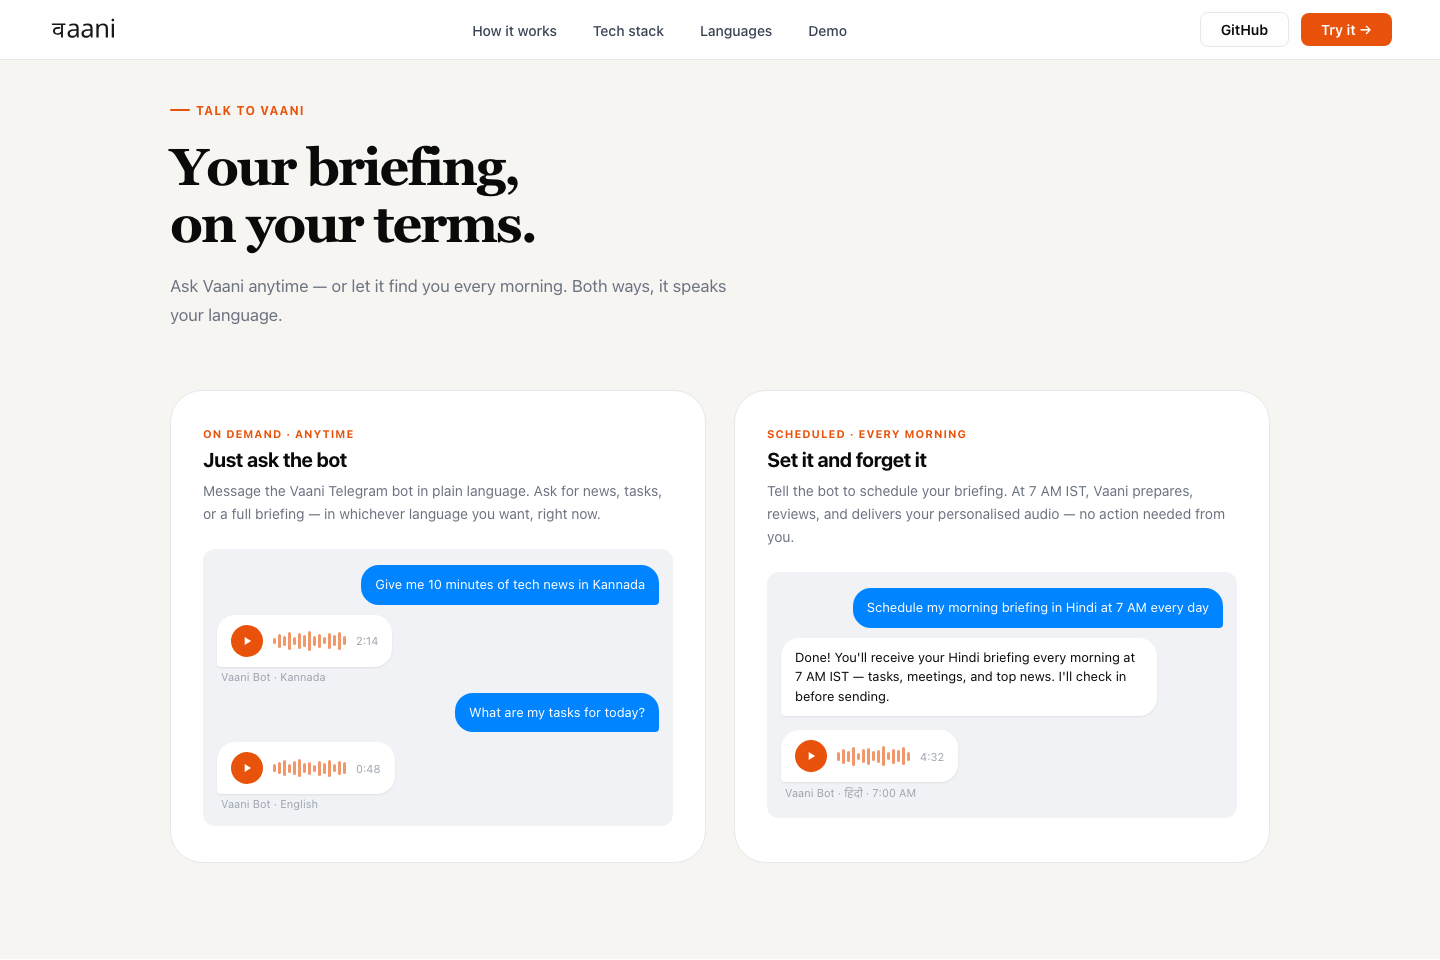 वaani
How it works
Tech stack
Languages
Demo
GitHub
Try it →
TALK TO VAANI
Your briefing,
on your terms.
Ask Vaani anytime — or let it find you every morning. Both ways, it speaks
your language.
ON DEMAND · ANYTIME
Just ask the bot
Message the Vaani Telegram bot in plain language. Ask for news, tasks,
or a full briefing — in whichever language you want, right now.
Give me 10 minutes of tech news in Kannada
2:14
Vaani Bot · Kannada
What are my tasks for today?
0:48
Vaani Bot · English
SCHEDULED · EVERY MORNING
Set it and forget it
Tell the bot to schedule your briefing. At 7 AM IST, Vaani prepares,
reviews, and delivers your personalised audio — no action needed from
you.
Schedule my morning briefing in Hindi at 7 AM every day
Done! You'll receive your Hindi briefing every morning at
7 AM IST — tasks, meetings, and top news. I'll check in
before sending.
4:32
Vaani Bot · हिंदी · 7:00 AM